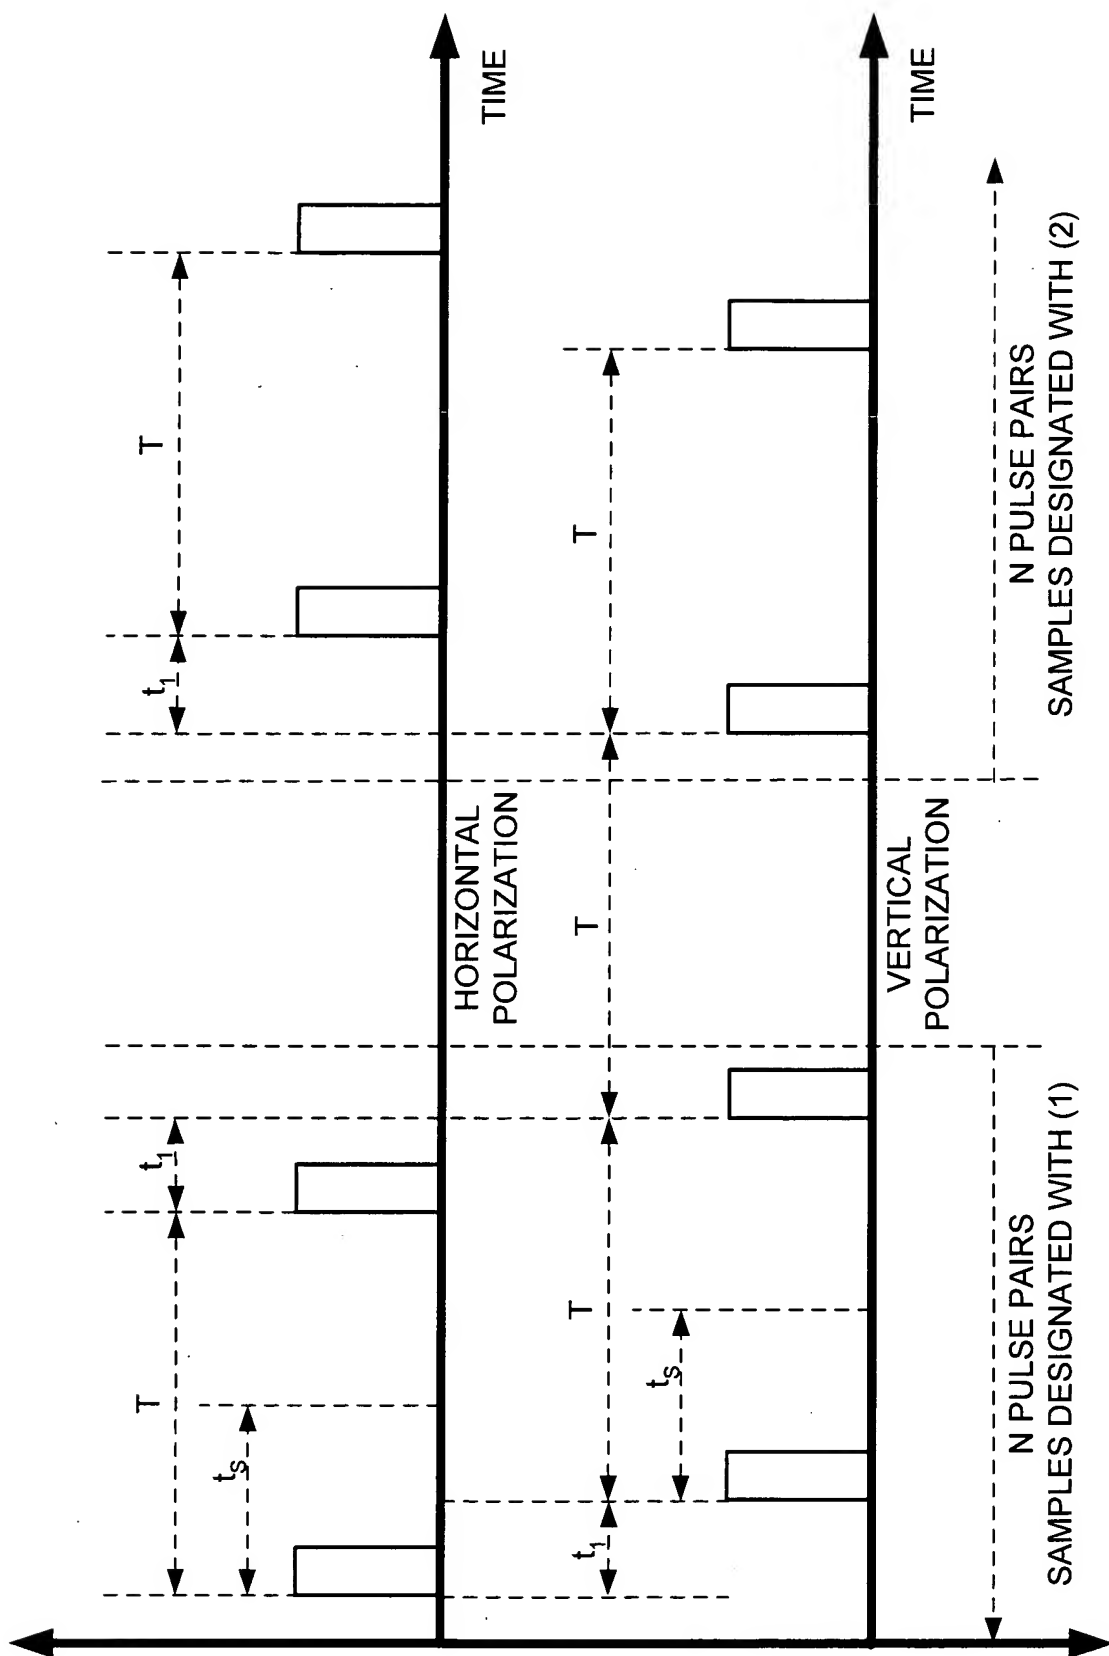 T
t1
t1
T
ts
HORIZONTAL
POLARIZATION
TIME
t1
T
T
T
ts
VERTICAL
POLARIZATION
TIME
N PULSE PAIRS
SAMPLES DESIGNATED WITH (1)
N PULSE PAIRS
SAMPLES DESIGNATED WITH (2)